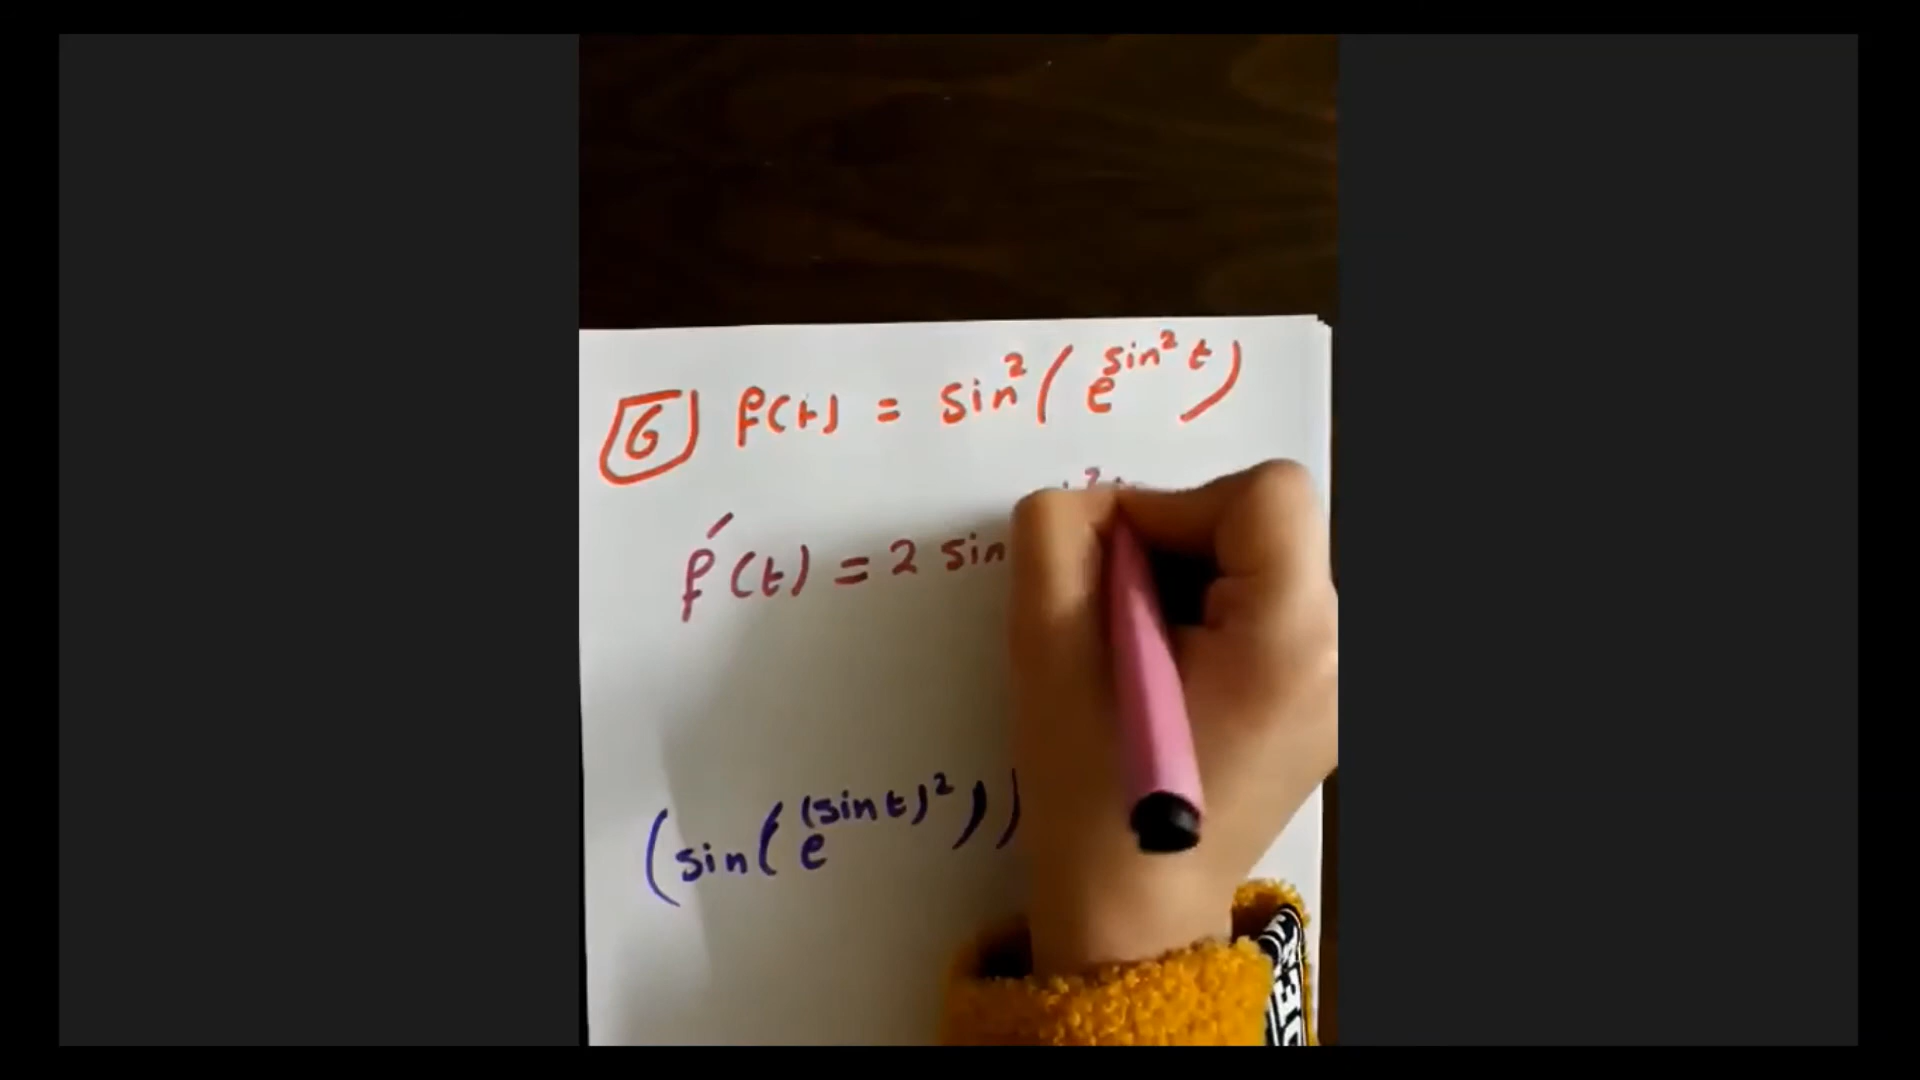 6 f(t) = sin²( e^sin² t )
f'(t) = 2 sin
(sin( e^(sin t)² ))